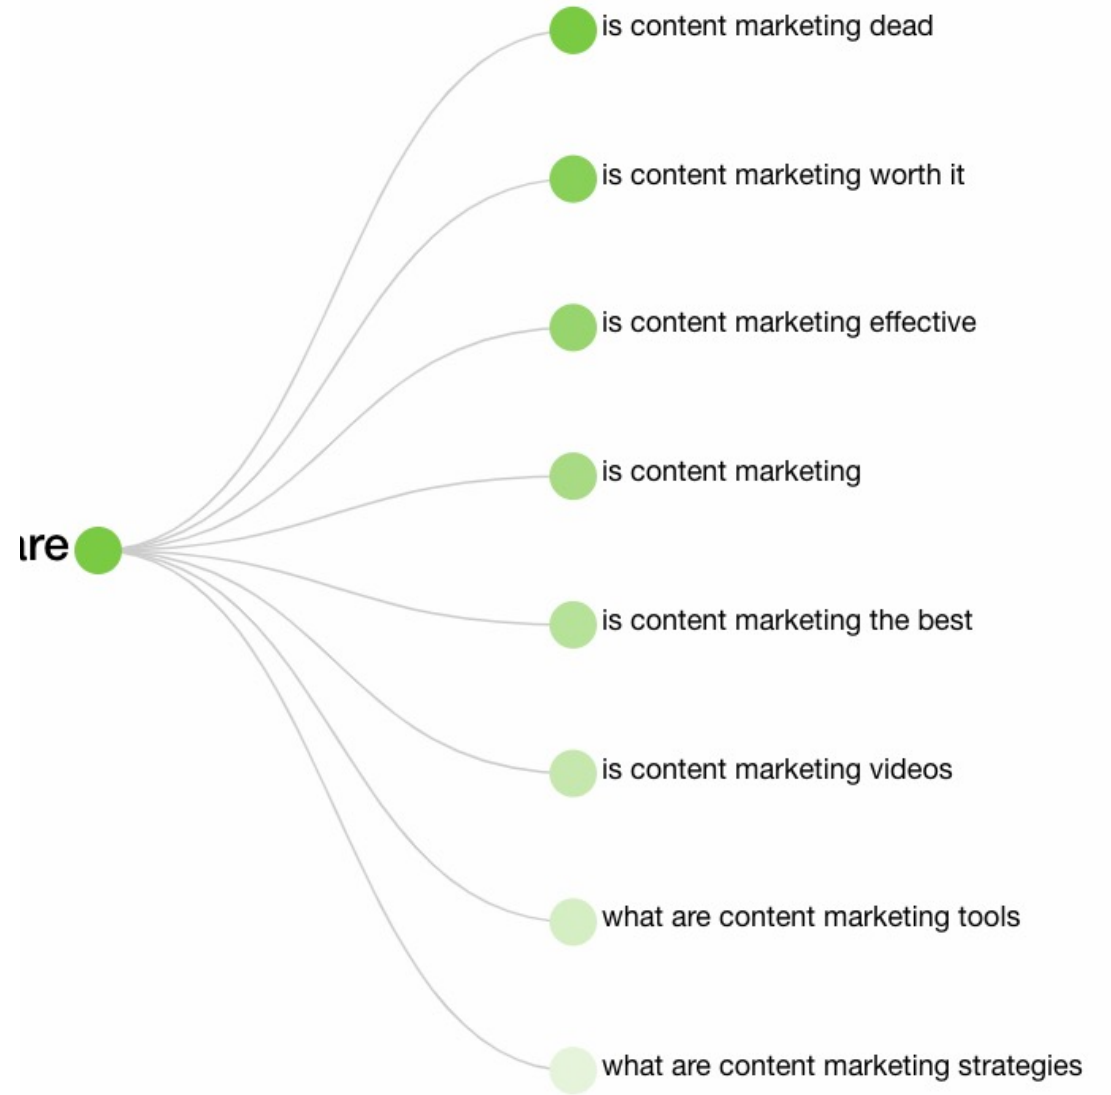 is content marketing dead
is content marketing worth it
is content marketing effective
is content marketing
are
is content marketing the best
is content marketing videos
what are content marketing tools
what are content marketing strategies